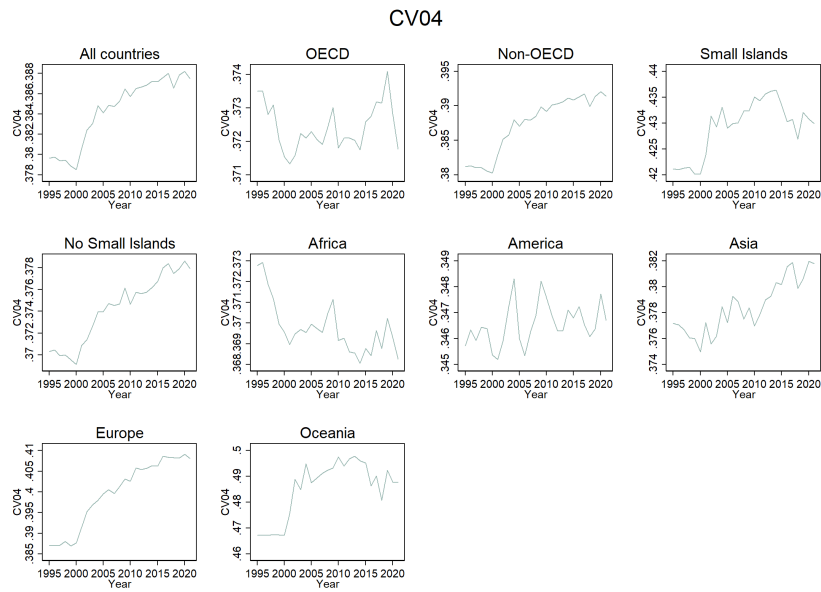 CV04
All countries
CV04
.378 .38 .382 .384 .386 .388
1995 2000 2005 2010 2015 2020
Year
OECD
CV04
.371 .372 .373 .374
1995 2000 2005 2010 2015 2020
Year
Non-OECD
CV04
.38 .385 .39 .395
1995 2000 2005 2010 2015 2020
Year
Small Islands
CV04
.42 .425 .43 .435 .44
1995 2000 2005 2010 2015 2020
Year
No Small Islands
CV04
.37 .372 .374 .376 .378
1995 2000 2005 2010 2015 2020
Year
Africa
CV04
.368 .369 .37 .371 .372 .373
1995 2000 2005 2010 2015 2020
Year
America
CV04
.345 .346 .347 .348 .349
1995 2000 2005 2010 2015 2020
Year
Asia
CV04
.374 .376 .378 .38 .382
1995 2000 2005 2010 2015 2020
Year
Europe
CV04
.385 .39 .395 .4 .405 .41
1995 2000 2005 2010 2015 2020
Year
Oceania
CV04
.46 .47 .48 .49 .5
1995 2000 2005 2010 2015 2020
Year